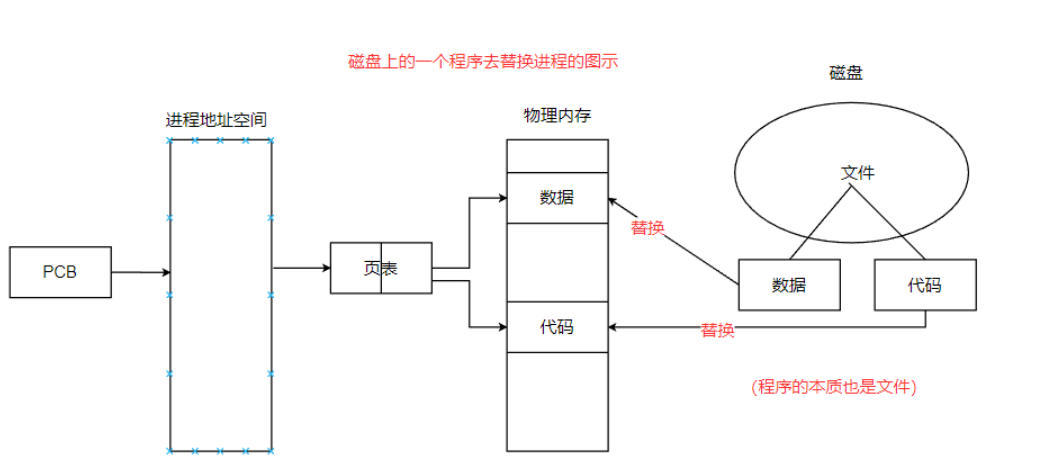 磁盘上的一个程序去替换进程的图示
磁盘
进程地址空间
物理内存
文件
数据
替换
PCB
页表
数据
代码
代码
替换
(程序的本质也是文件)